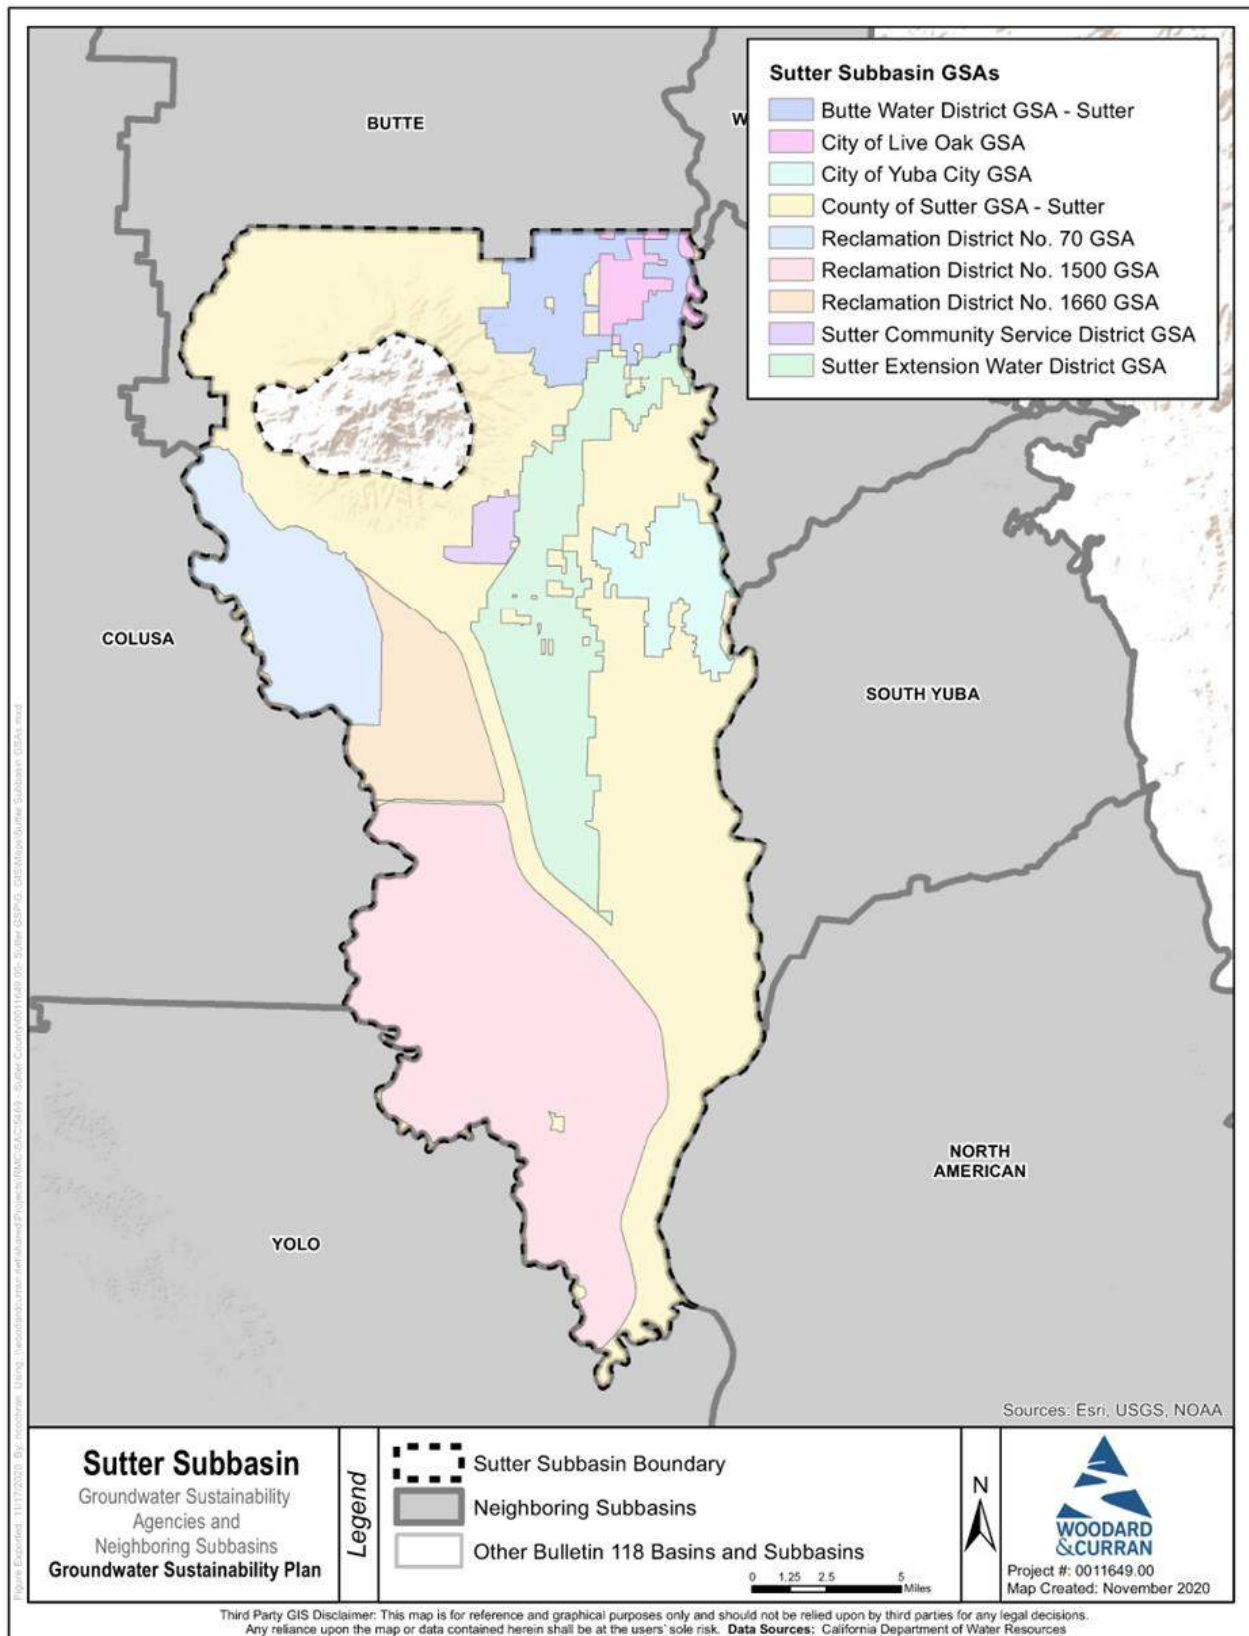 Sutter Subbasin GSAs
Butte Water District GSA - Sutter
City of Live Oak GSA
City of Yuba City GSA
County of Sutter GSA - Sutter
Reclamation District No. 70 GSA
Reclamation District No. 1500 GSA
Reclamation District No. 1660 GSA
Sutter Community Service District GSA
Sutter Extension Water District GSA
BUTTE
W
COLUSA
SOUTH YUBA
NORTH
AMERICAN
YOLO
Sources: Esri, USGS, NOAA
Sutter Subbasin
Groundwater Sustainability
Agencies and
Neighboring Subbasins
Groundwater Sustainability Plan
Legend
Sutter Subbasin Boundary
Neighboring Subbasins
Other Bulletin 118 Basins and Subbasins
0 1.25 2.5 5
Miles
N
WOODARD
&CURRAN
Project #: 0011649.00
Map Created: November 2020
Third Party GIS Disclaimer: This map is for reference and graphical purposes only and should not be relied upon by third parties for any legal decisions.
Any reliance upon the map or data contained herein shall be at the users' sole risk. Data Sources: California Department of Water Resources
Figure Exported: 11/17/2020 By: